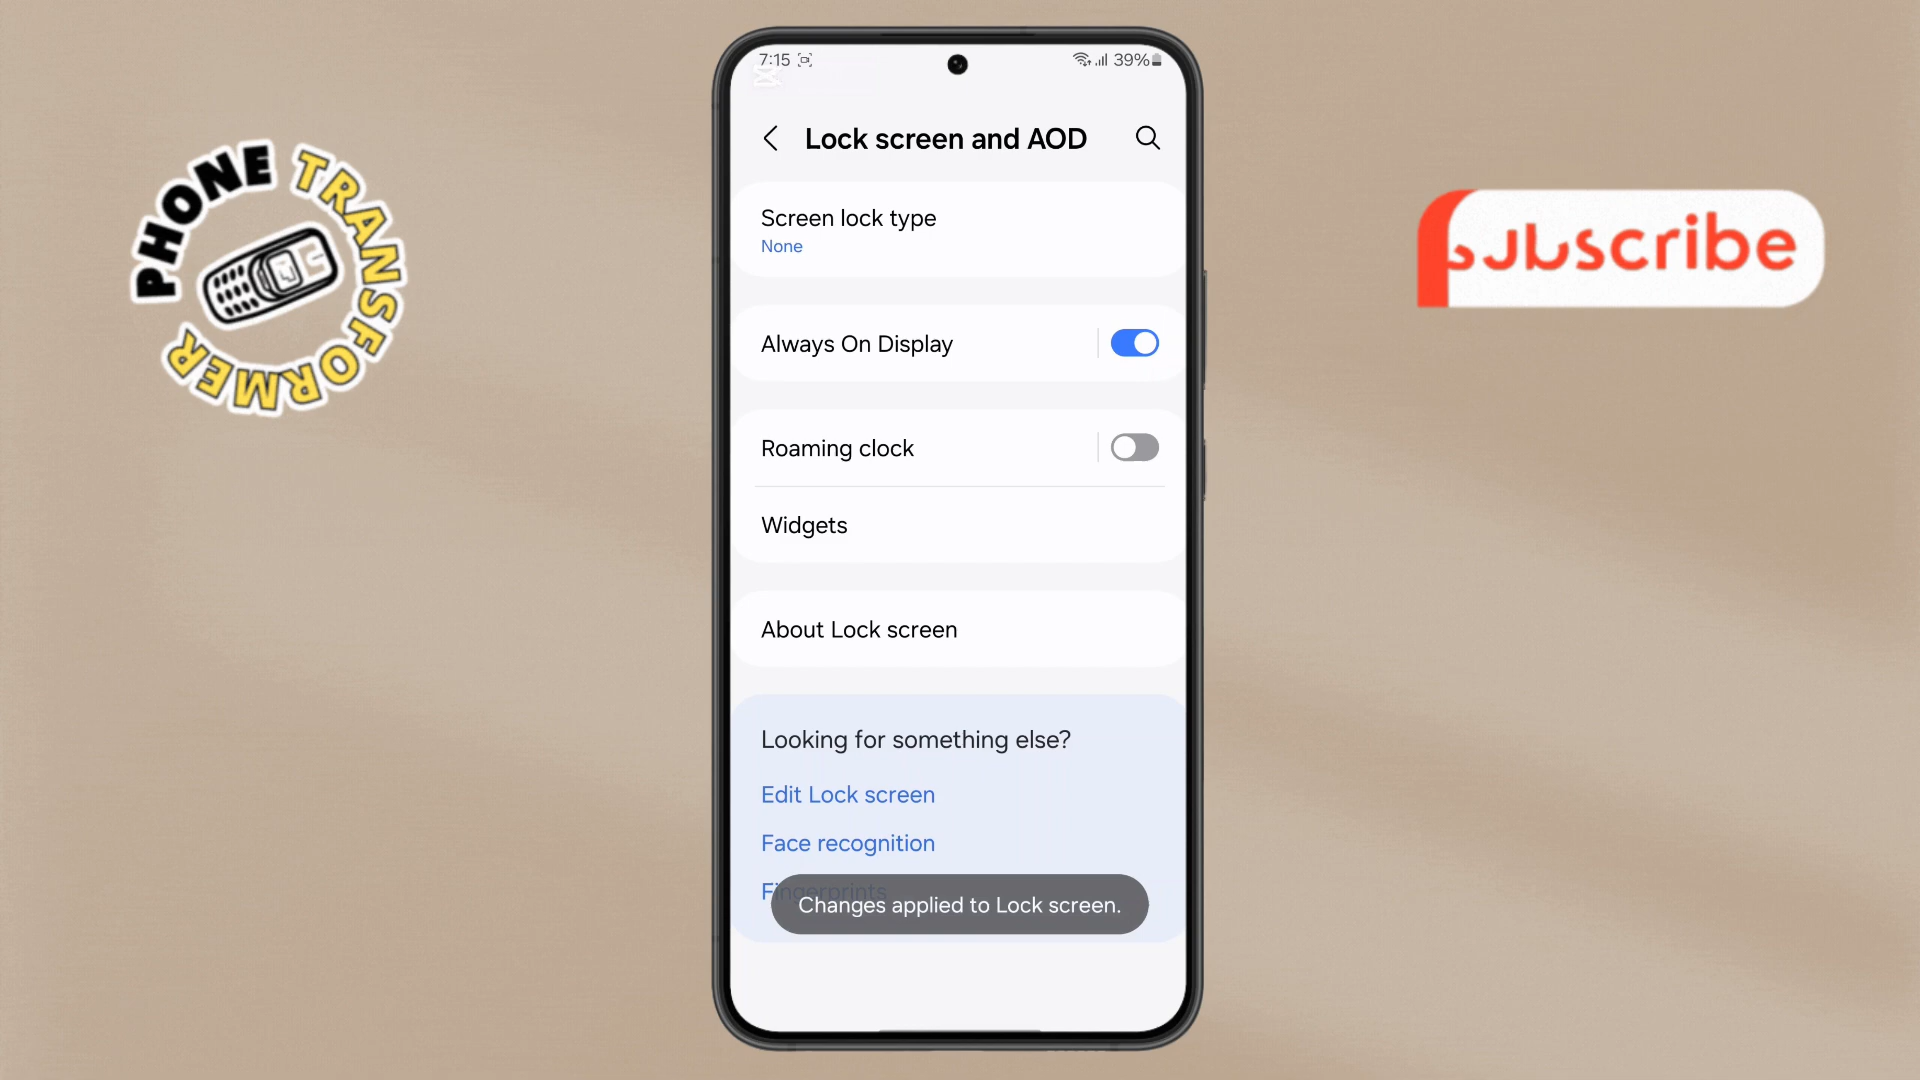 PHONE TRANSFORMER
subscribe
7:15
39%
Lock screen and AOD
Screen lock type
None
Always On Display
Roaming clock
Widgets
About Lock screen
Looking for something else?
Edit Lock screen
Face recognition
Fingerprints
Changes applied to Lock screen.